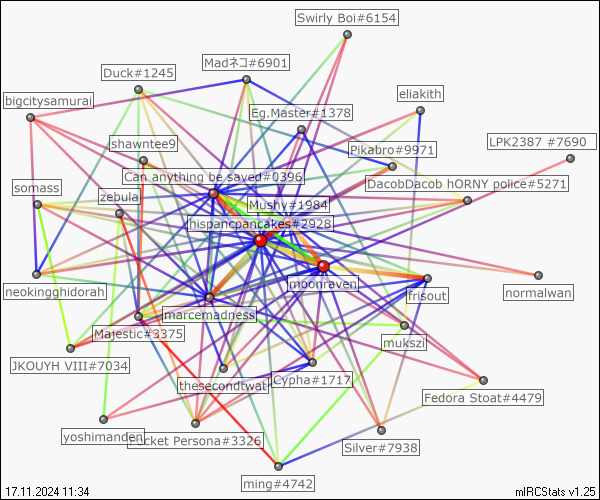 Swirly Boi#6154
Madネコ#6901
Duck#1245
eliakith
bigcitysamurai
Eg.Master#1378
shawntee9
Pikabro#9971
LPK2387 #7690
Can anything be saved#0396
DacobDacob hORNY police#5271
somass
zebula
Mushy#1984
hispancpancakes#2928
moonraven
neokingghidorah
frisout
normalwan
marcemadness
Majestic#3375
mukszi
JKOUYH VIII#7034
thesecondtwat
Cypha#1717
Fedora Stoat#4479
yoshimanden
Pocket Persona#3326
Silver#7938
ming#4742
17.11.2024 11:34
mIRCStats v1.25